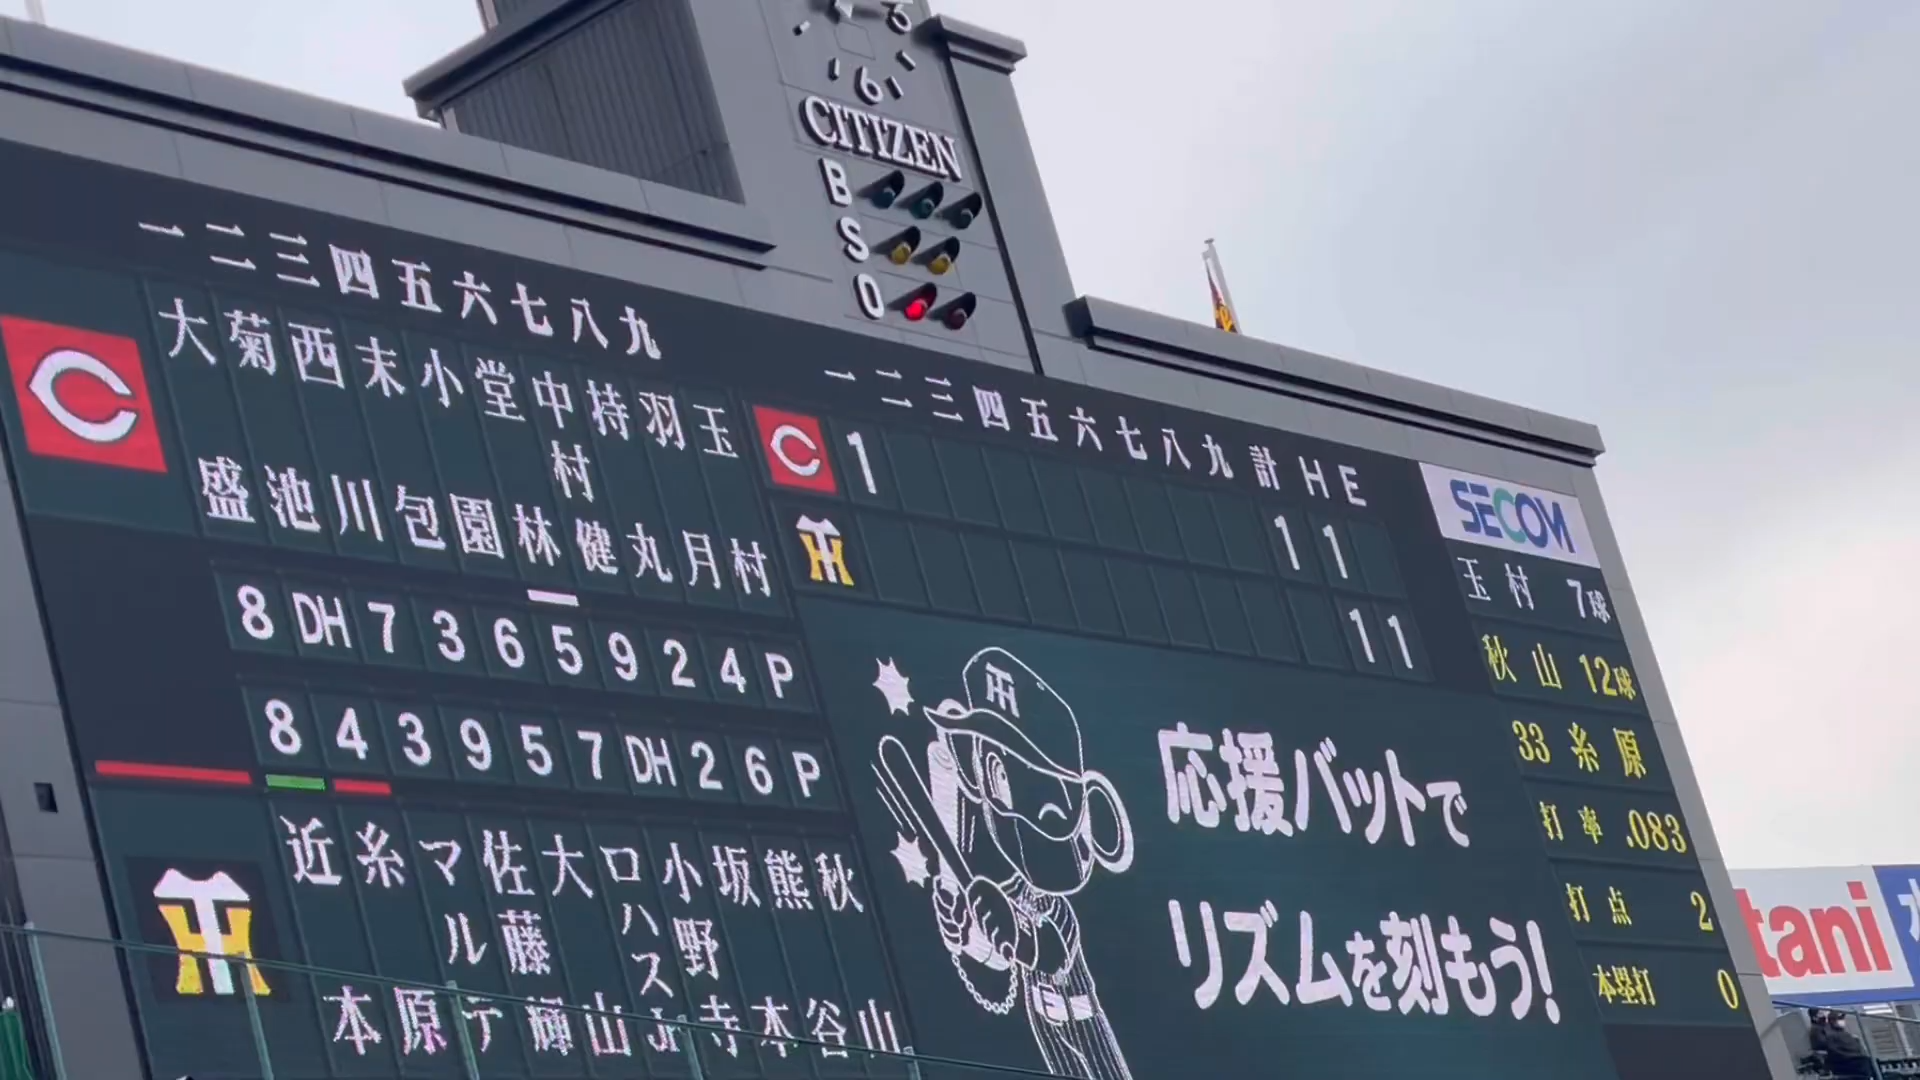 6
CITIZEN
B
S
O
一 二 三 四 五 六 七 八 九
大盛 菊池 西川 末包 小園 堂林 中村健 持丸 羽月 玉村
8 DH 7 3 6 5 9 2 4 P
8 4 3 9 5 7 DH 2 6 P
近本 糸原 マルテ 佐藤輝 大山 ロハスJr 小野寺 坂本 熊谷 秋山
一 二 三 四 五 六 七 八 九 計 H E
C 1 1 1
TH 1 1
SECOM
玉村 7球
秋山 12球
33 糸原
打率 .083
打点 2
本塁打 0
応援バットで
リズムを刻もう!
tani